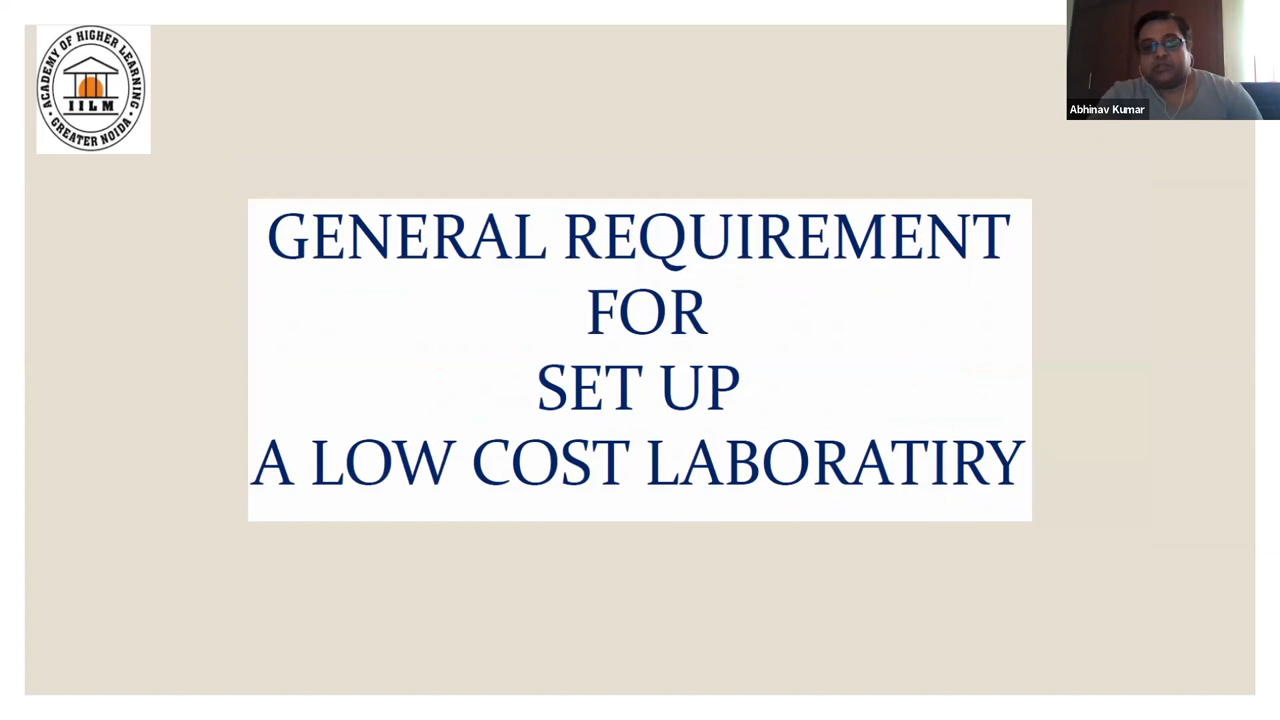 ACADEMY OF HIGHER LEARNING
IILM
GREATER NOIDA
Abhinav Kumar
GENERAL REQUIREMENT
FOR
SET UP
A LOW COST LABORATIRY